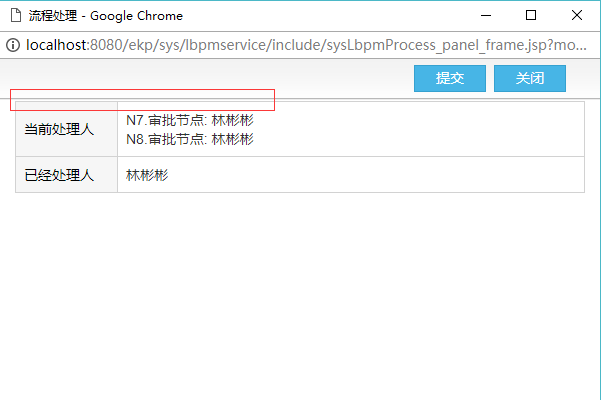 流程处理 - Google Chrome
localhost:8080/ekp/sys/lbpmservice/include/sysLbpmProcess_panel_frame.jsp?mo...
提交 关闭
当前处理人
N7.审批节点: 林彬彬
N8.审批节点: 林彬彬
已经处理人 林彬彬